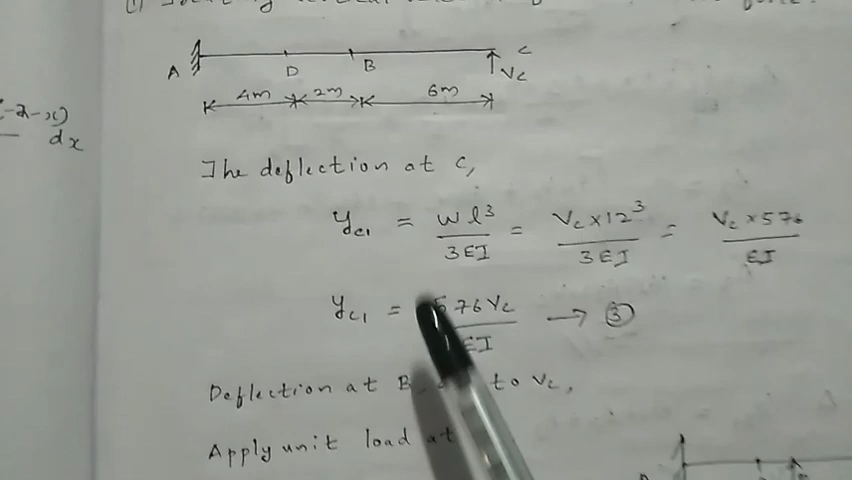 A D B C Vc
4m 2m 6m
dx
The deflection at C,
yc1 = Wl³/3EI = Vc×12³/3EI = Vc×576/EI
yc1 = 576Vc/EI → ③
Deflection at B to Vc,
Apply unit load at